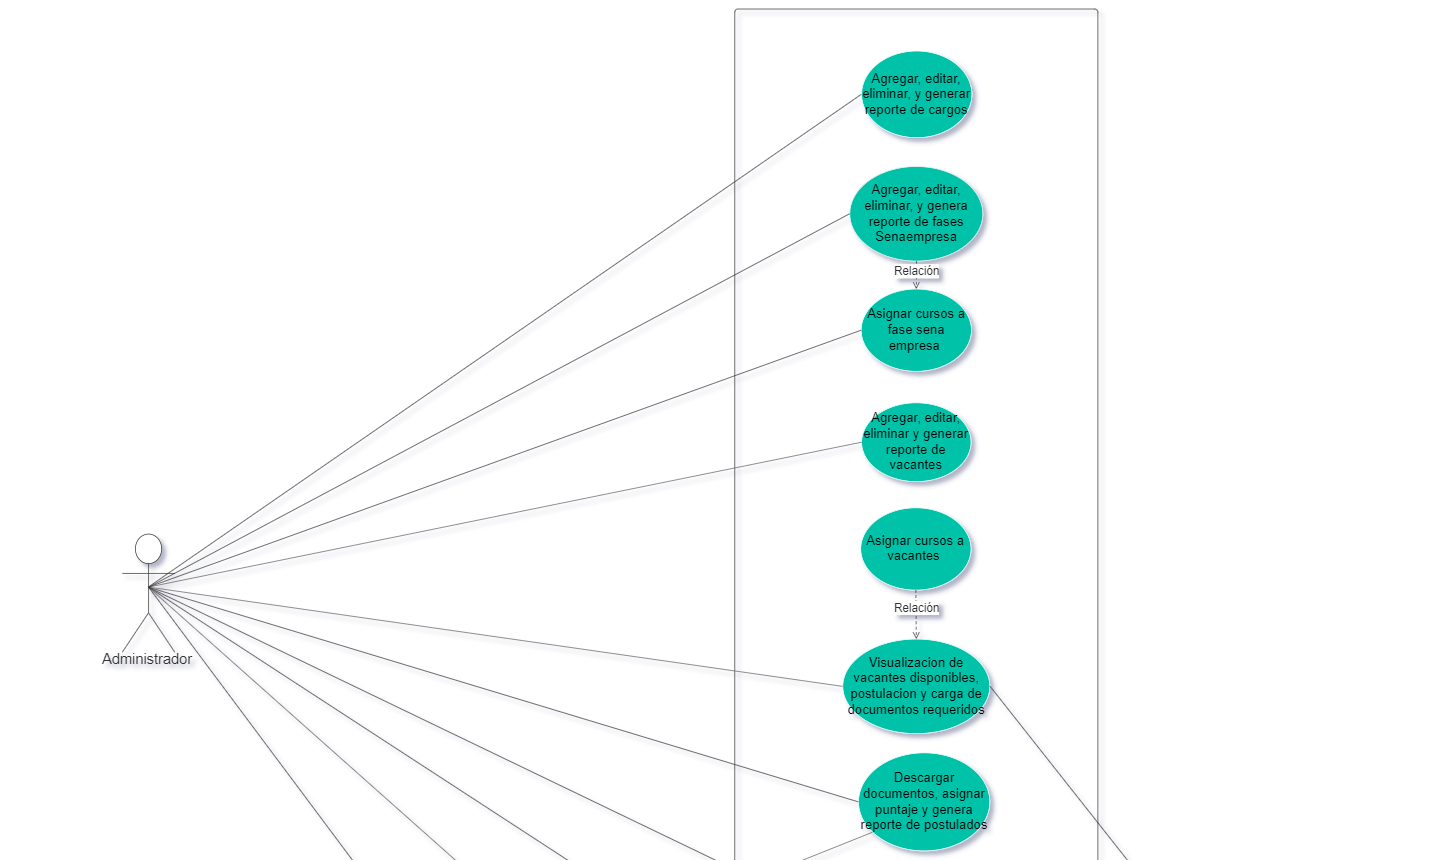 Agregar, editar,
eliminar, y generar
reporte de cargos
Agregar, editar,
eliminar, y genera
reporte de fases
Senaempresa
Relación
Asignar cursos a
fase sena
empresa
Agregar, editar,
eliminar y generar
reporte de
vacantes
Asignar cursos a
vacantes
Relación
Administrador
Visualizacion de
vacantes disponibles,
postulacion y carga de
documentos requeridos
Descargar
documentos, asignar
puntaje y genera
reporte de postulados